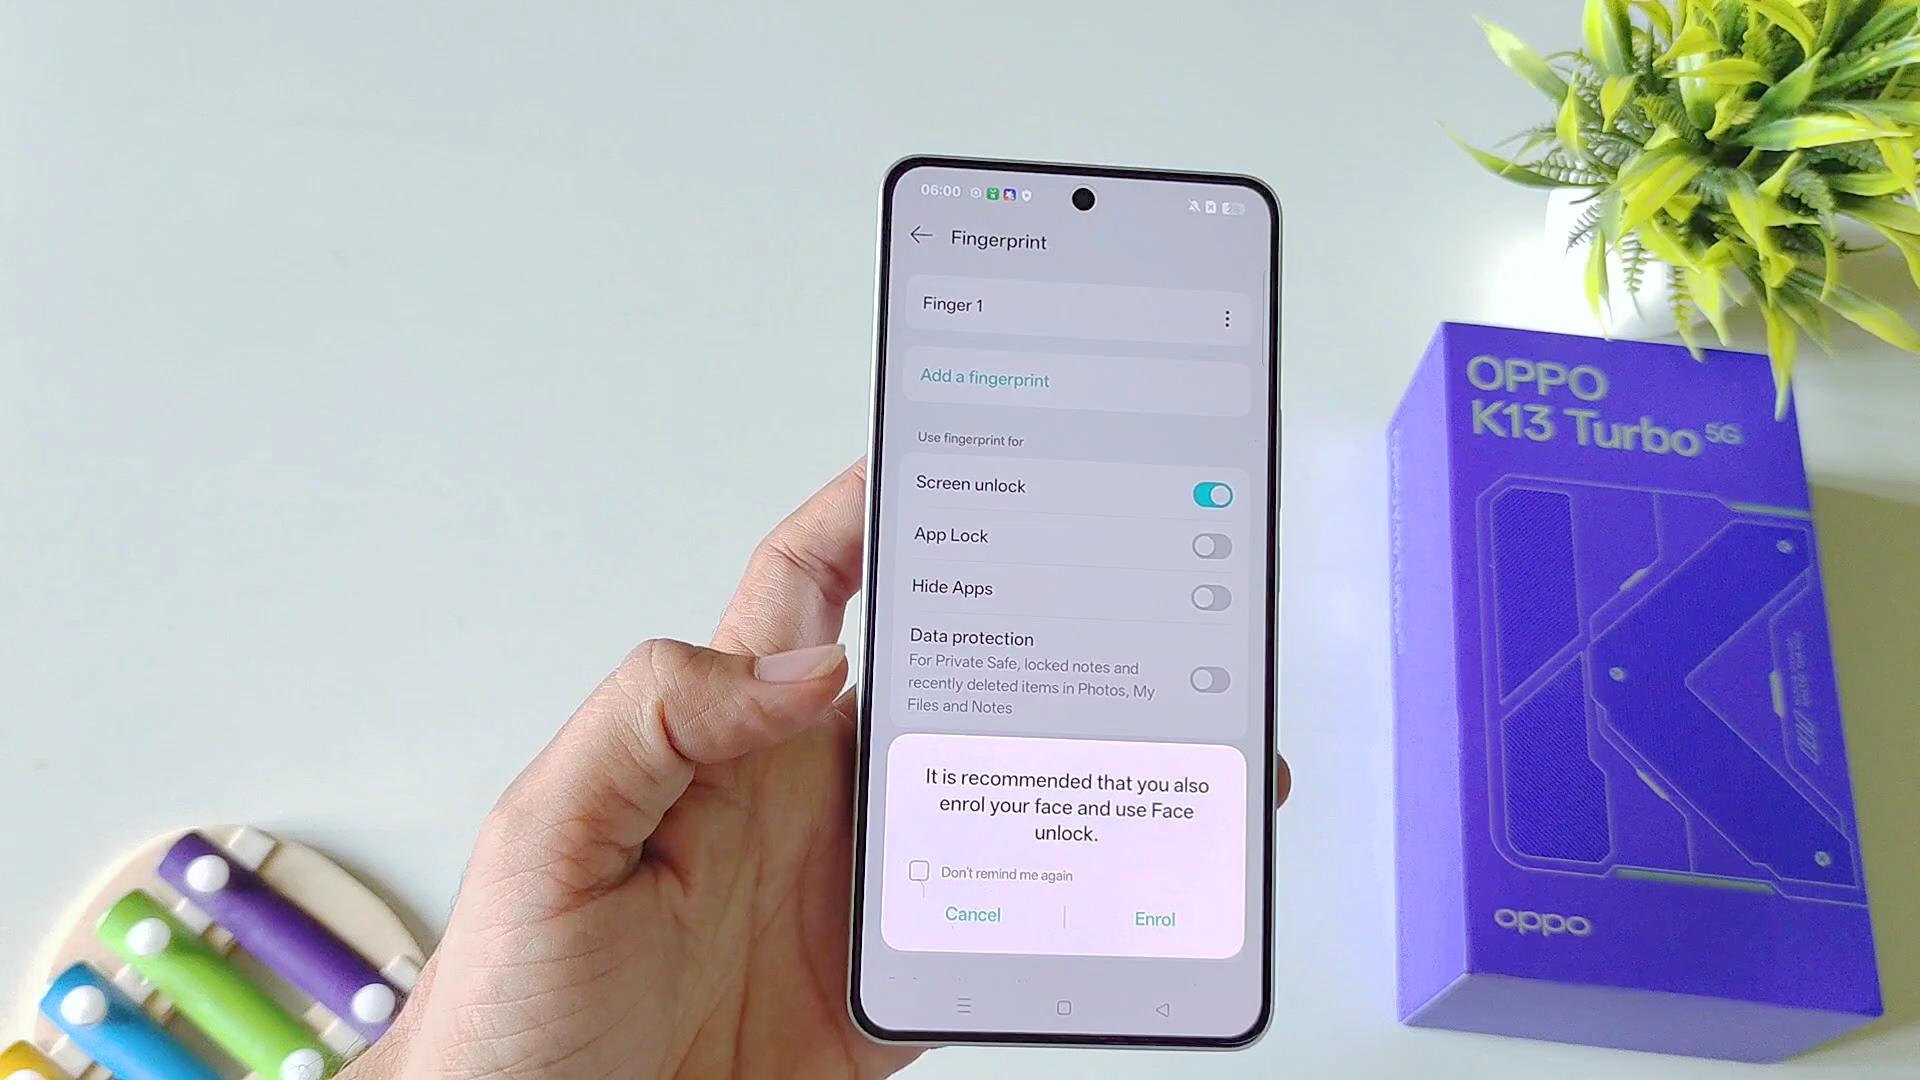 06:00
Fingerprint
Finger 1
Add a fingerprint
Use fingerprint for
Screen unlock
App Lock
Hide Apps
Data protection
For Private Safe, locked notes and
recently deleted items in Photos, My
Files and Notes
It is recommended that you also
enrol your face and use Face
unlock.
Don't remind me again
Cancel
Enrol
OPPO
K13 Turbo 5G
oppo